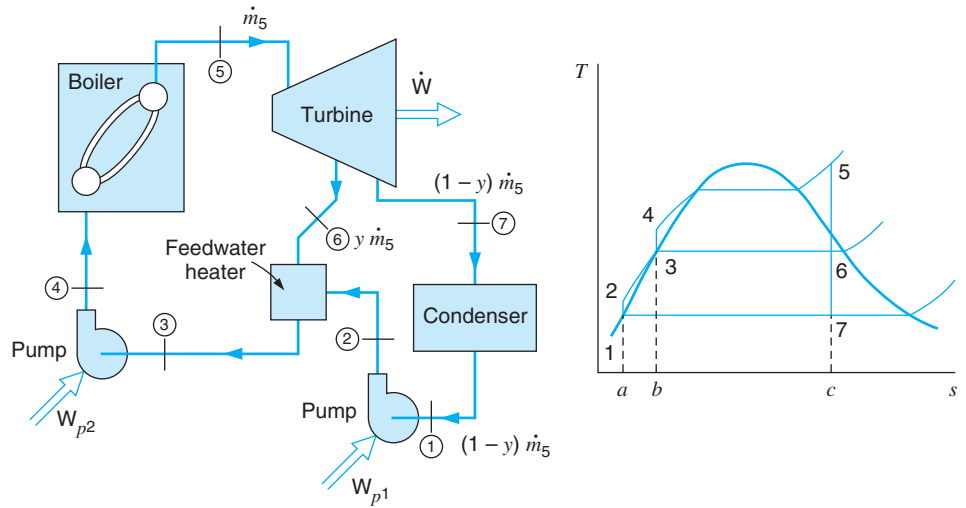 ṁ5
5
Boiler
Turbine
Ẇ
(1 – y) ṁ5
7
6
y ṁ5
Feedwater
heater
4
3
2
Condenser
Pump
Wp2
Pump
1
(1 – y) ṁ5
Wp1
T
5
4
3
6
2
7
1
a
b
c
s